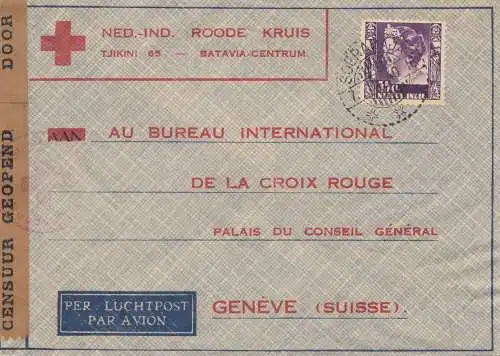 NED.-IND. ROODE KRUIS
TJIKINI 65 — BATAVIA-CENTRUM.
AAN AU BUREAU INTERNATIONAL
DE LA CROIX ROUGE
PALAIS DU CONSEIL GÉNÉRAL
GENÈVE (SUISSE).
PER LUCHTPOST
PAR AVION
CENSUUR GEOPEND DOOR